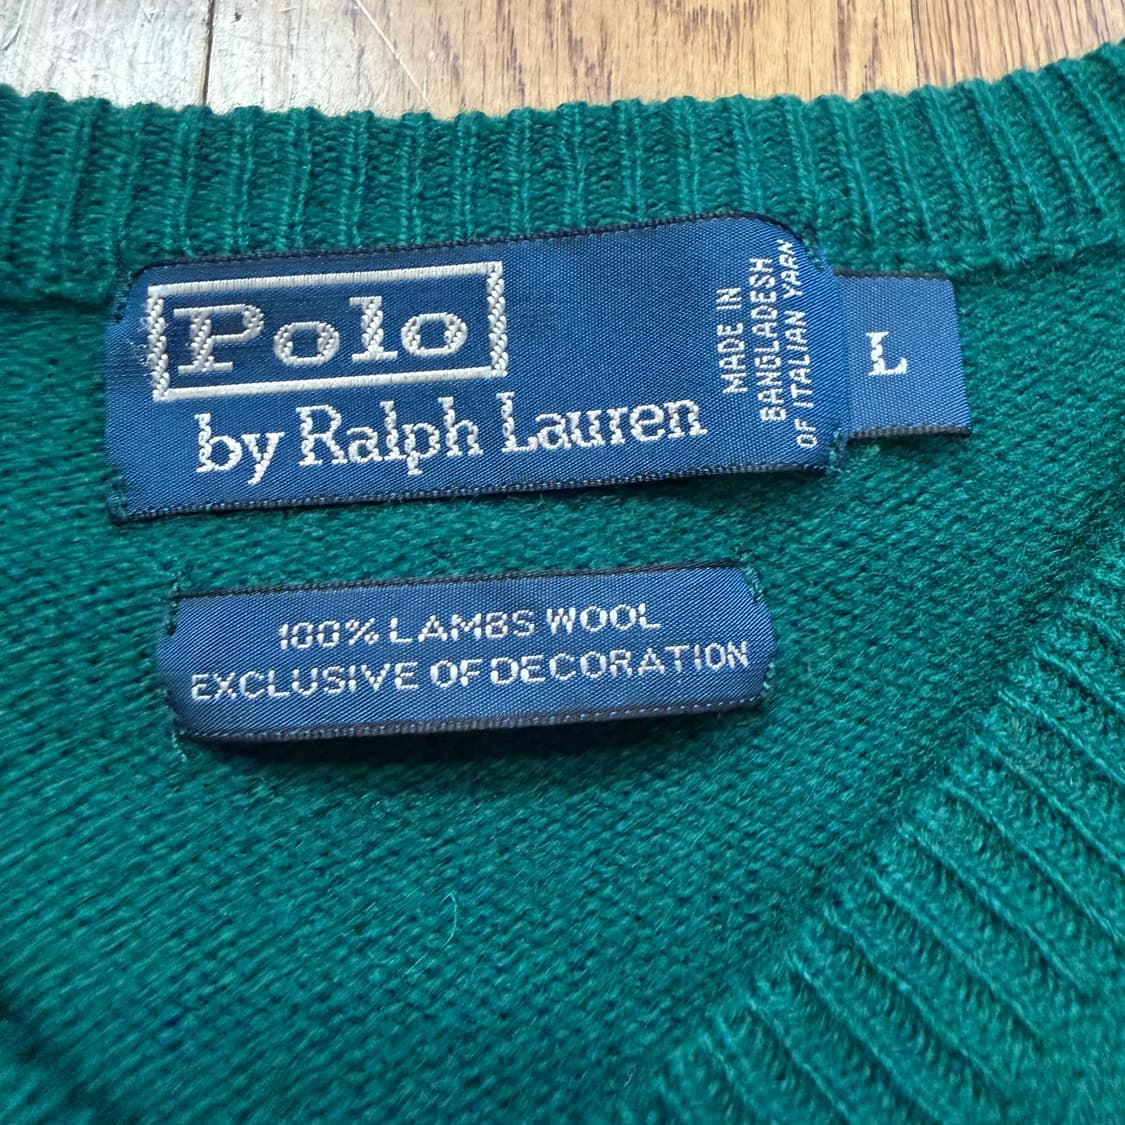 Polo
by Ralph Lauren
MADE IN
BANGLADESH
OF ITALIAN YARN
L
100% LAMBS WOOL
EXCLUSIVE OF DECORATION